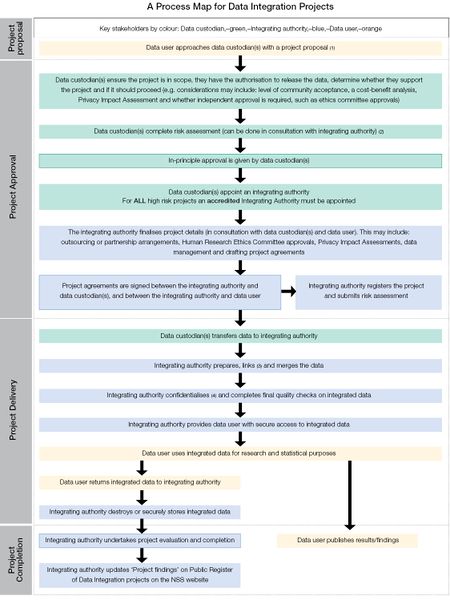 A Process Map for Data Integration Projects
Project
proposal
Key stakeholders by colour: Data custodian,–green,–Integrating authority,–blue,–Data user,–orange
Data user approaches data custodian(s) with a project proposal (1)
Project Approval
Data custodian(s) ensure the project is in scope, they have the authorisation to release the data, determine whether they support
the project and if it should proceed (e.g. considerations may include: level of community acceptance, a cost-benefit analysis,
Privacy Impact Assessment and whether independent approval is required, such as ethics committee approvals)
Data custodian(s) complete risk assessment (can be done in consultation with integrating authority) (2)
In-principle approval is given by data custodian(s)
Data custodian(s) appoint an integrating authority
For ALL high risk projects an accredited Integrating Authority must be appointed
The integrating authority finalises project details (in consultation with data custodian(s) and data user). This may include:
outsourcing or partnership arrangements, Human Research Ethics Committee approvals, Privacy Impact Assessments, data
management and drafting project agreements
Project agreements are signed between the integrating authority and
data custodian(s), and between the integrating authority and data user
Integrating authority registers the project
and submits risk assessment
Project Delivery
Data custodian(s) transfers data to integrating authority
Integrating authority prepares, links (3) and merges the data
Integrating authority confidentialises (4) and completes final quality checks on integrated data
Integrating authority provides data user with secure access to integrated data
Data user uses integrated data for research and statistical purposes
Data user returns integrated data to integrating authority
Integrating authority destroys or securely stores integrated data
Project
Completion
Integrating authority undertakes project evaluation and completion
Data user publishes results/findings
Integrating authority updates 'Project findings' on Public Register
of Data Integration projects on the NSS website